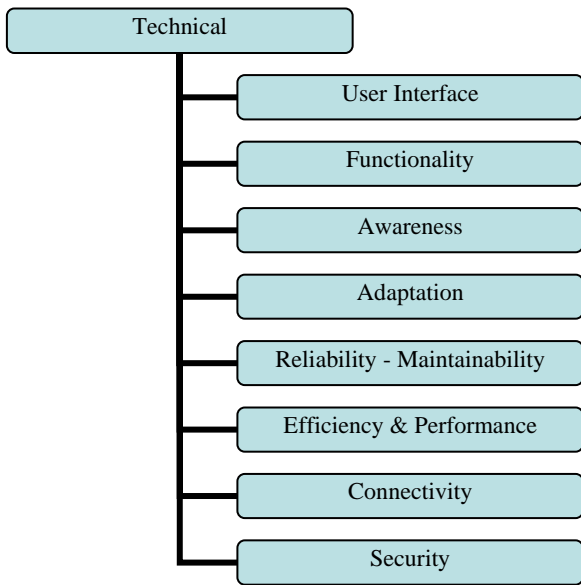 Technical
User Interface
Functionality
Awareness
Adaptation
Reliability - Maintainability
Efficiency & Performance
Connectivity
Security